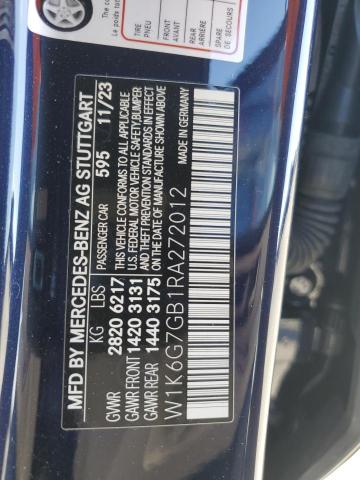 MFD BY MERCEDES-BENZ AG STUTTGART
PASSENGER CAR 595 11/23
KG LBS
GVWR 2820 6217
GAWR FRONT 1420 3131
GAWR REAR 1440 3175
THIS VEHICLE CONFORMS TO ALL APPLICABLE
U.S. FEDERAL MOTOR VEHICLE SAFETY, BUMPER
AND THEFT PREVENTION STANDARDS IN EFFECT
ON THE DATE OF MANUFACTURE SHOWN ABOVE
W1K6G7GB1RA272012
MADE IN GERMANY
TIRE
PNEU
FRONT
AVANT
REAR
ARRIÈRE
SPARE
DE SECOURS